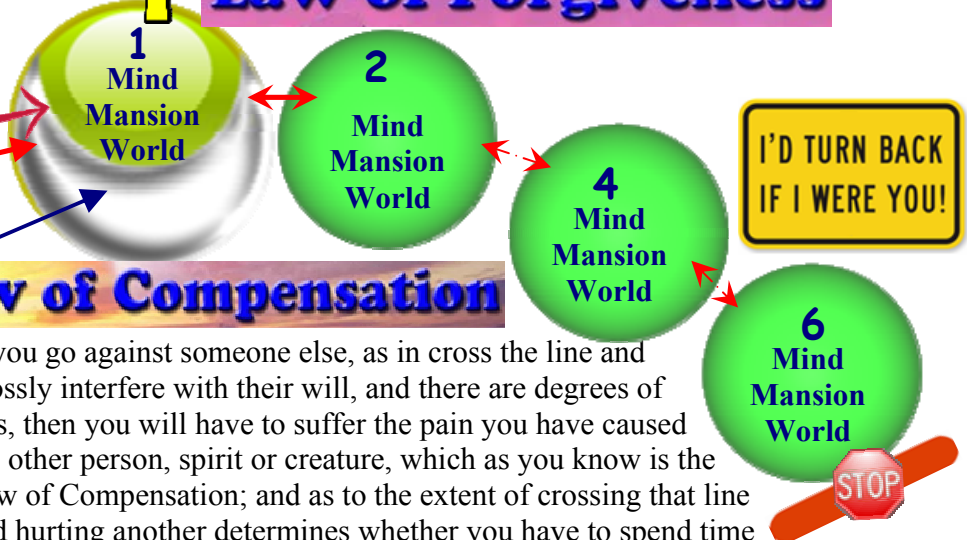 Law of Forgiveness
1
Mind
Mansion
World
2
Mind
Mansion
World
4
Mind
Mansion
World
6
Mind
Mansion
World
I'D TURN BACK
IF I WERE YOU!
STOP
w of Compensation
you go against someone else, as in cross the line and
ossly interfere with their will, and there are degrees of
s, then you will have to suffer the pain you have caused
other person, spirit or creature, which as you know is the
w of Compensation; and as to the extent of crossing that line
d hurting another determines whether you have to spend time